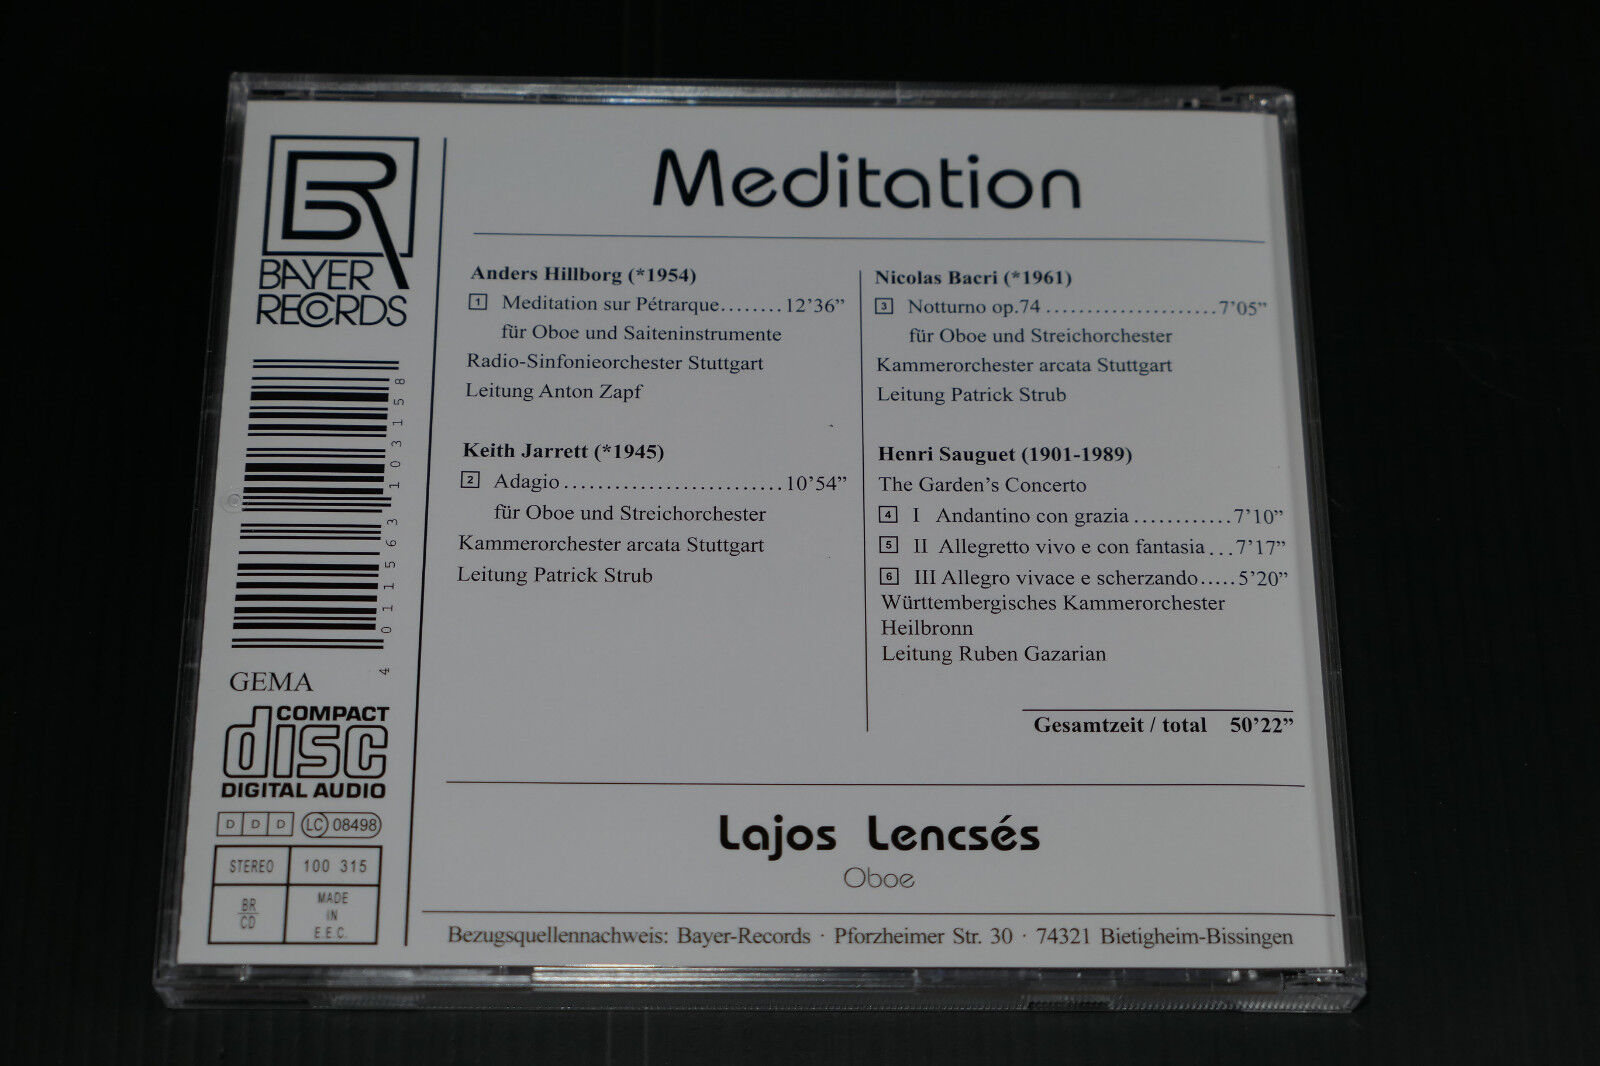 BR
BAYER
RECORDS
4 011563 103158
GEMA
COMPACT
disc
DIGITAL AUDIO
D D D LC 08498
STEREO 100 315
BR
CD
MADE
IN
E.E.C.
Meditation
Anders Hillborg (*1954)
1 Meditation sur Pétrarque........12’36”
für Oboe und Saiteninstrumente
Radio-Sinfonieorchester Stuttgart
Leitung Anton Zapf
Keith Jarrett (*1945)
2 Adagio..........................10’54”
für Oboe und Streichorchester
Kammerorchester arcata Stuttgart
Leitung Patrick Strub
Nicolas Bacri (*1961)
3 Notturno op.74.....................7’05”
für Oboe und Streichorchester
Kammerorchester arcata Stuttgart
Leitung Patrick Strub
Henri Sauguet (1901-1989)
The Garden’s Concerto
4 I Andantino con grazia............7’10”
5 II Allegretto vivo e con fantasia...7’17”
6 III Allegro vivace e scherzando.....5’20”
Württembergisches Kammerorchester
Heilbronn
Leitung Ruben Gazarian
Gesamtzeit / total 50’22”
Lajos Lencsés
Oboe
Bezugsquellennachweis: Bayer-Records · Pforzheimer Str. 30 · 74321 Bietigheim-Bissingen